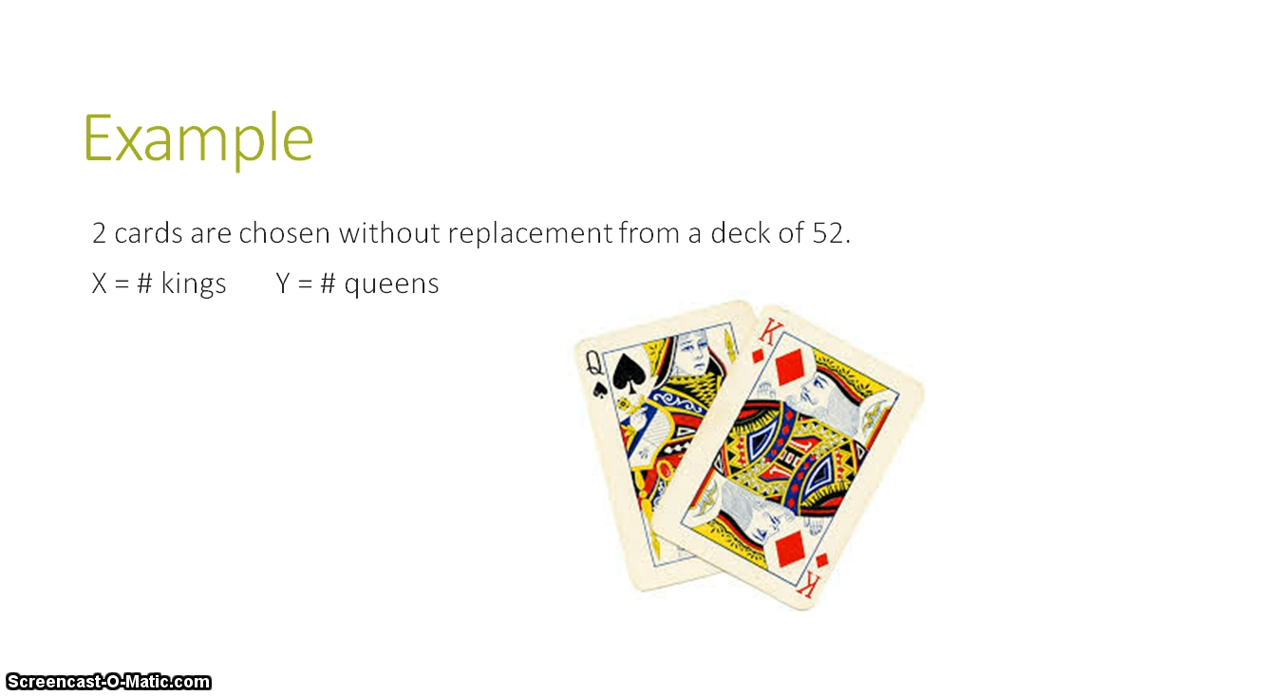 Example
2 cards are chosen without replacement from a deck of 52.
X = # kings Y = # queens
Q
K
K
Screencast-O-Matic.com